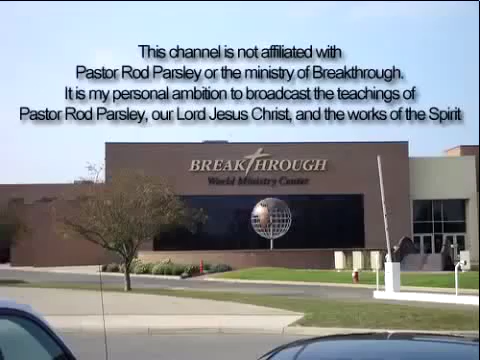 This channel is not affiliated with
Pastor Rod Parsley or the ministry of Breakthrough.
It is my personal ambition to broadcast the teachings of
Pastor Rod Parsley, our Lord Jesus Christ, and the works of the Spirit
BREAKTHROUGH
World Ministry Center